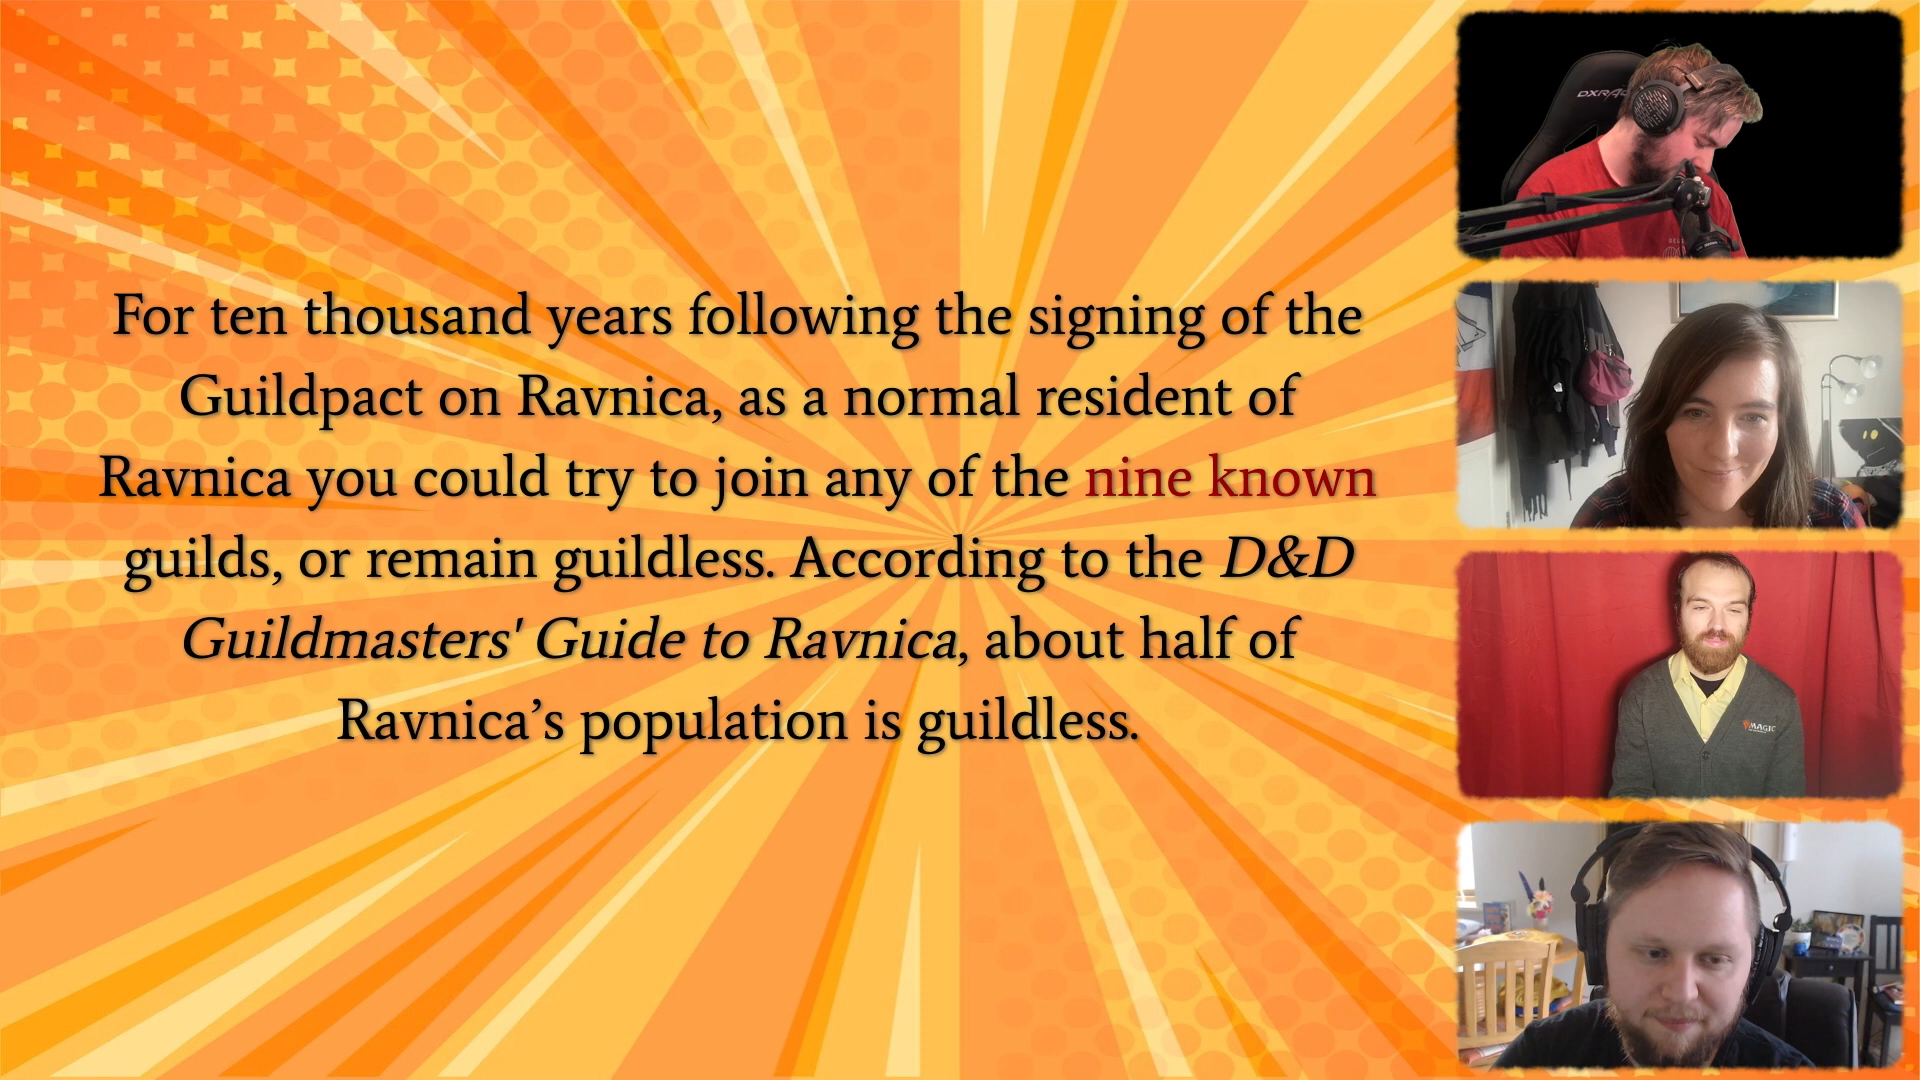 For ten thousand years following the signing of the
Guildpact on Ravnica, as a normal resident of
Ravnica you could try to join any of the nine known
guilds, or remain guildless. According to the D&D
Guildmasters' Guide to Ravnica, about half of
Ravnica’s population is guildless.
MAGIC